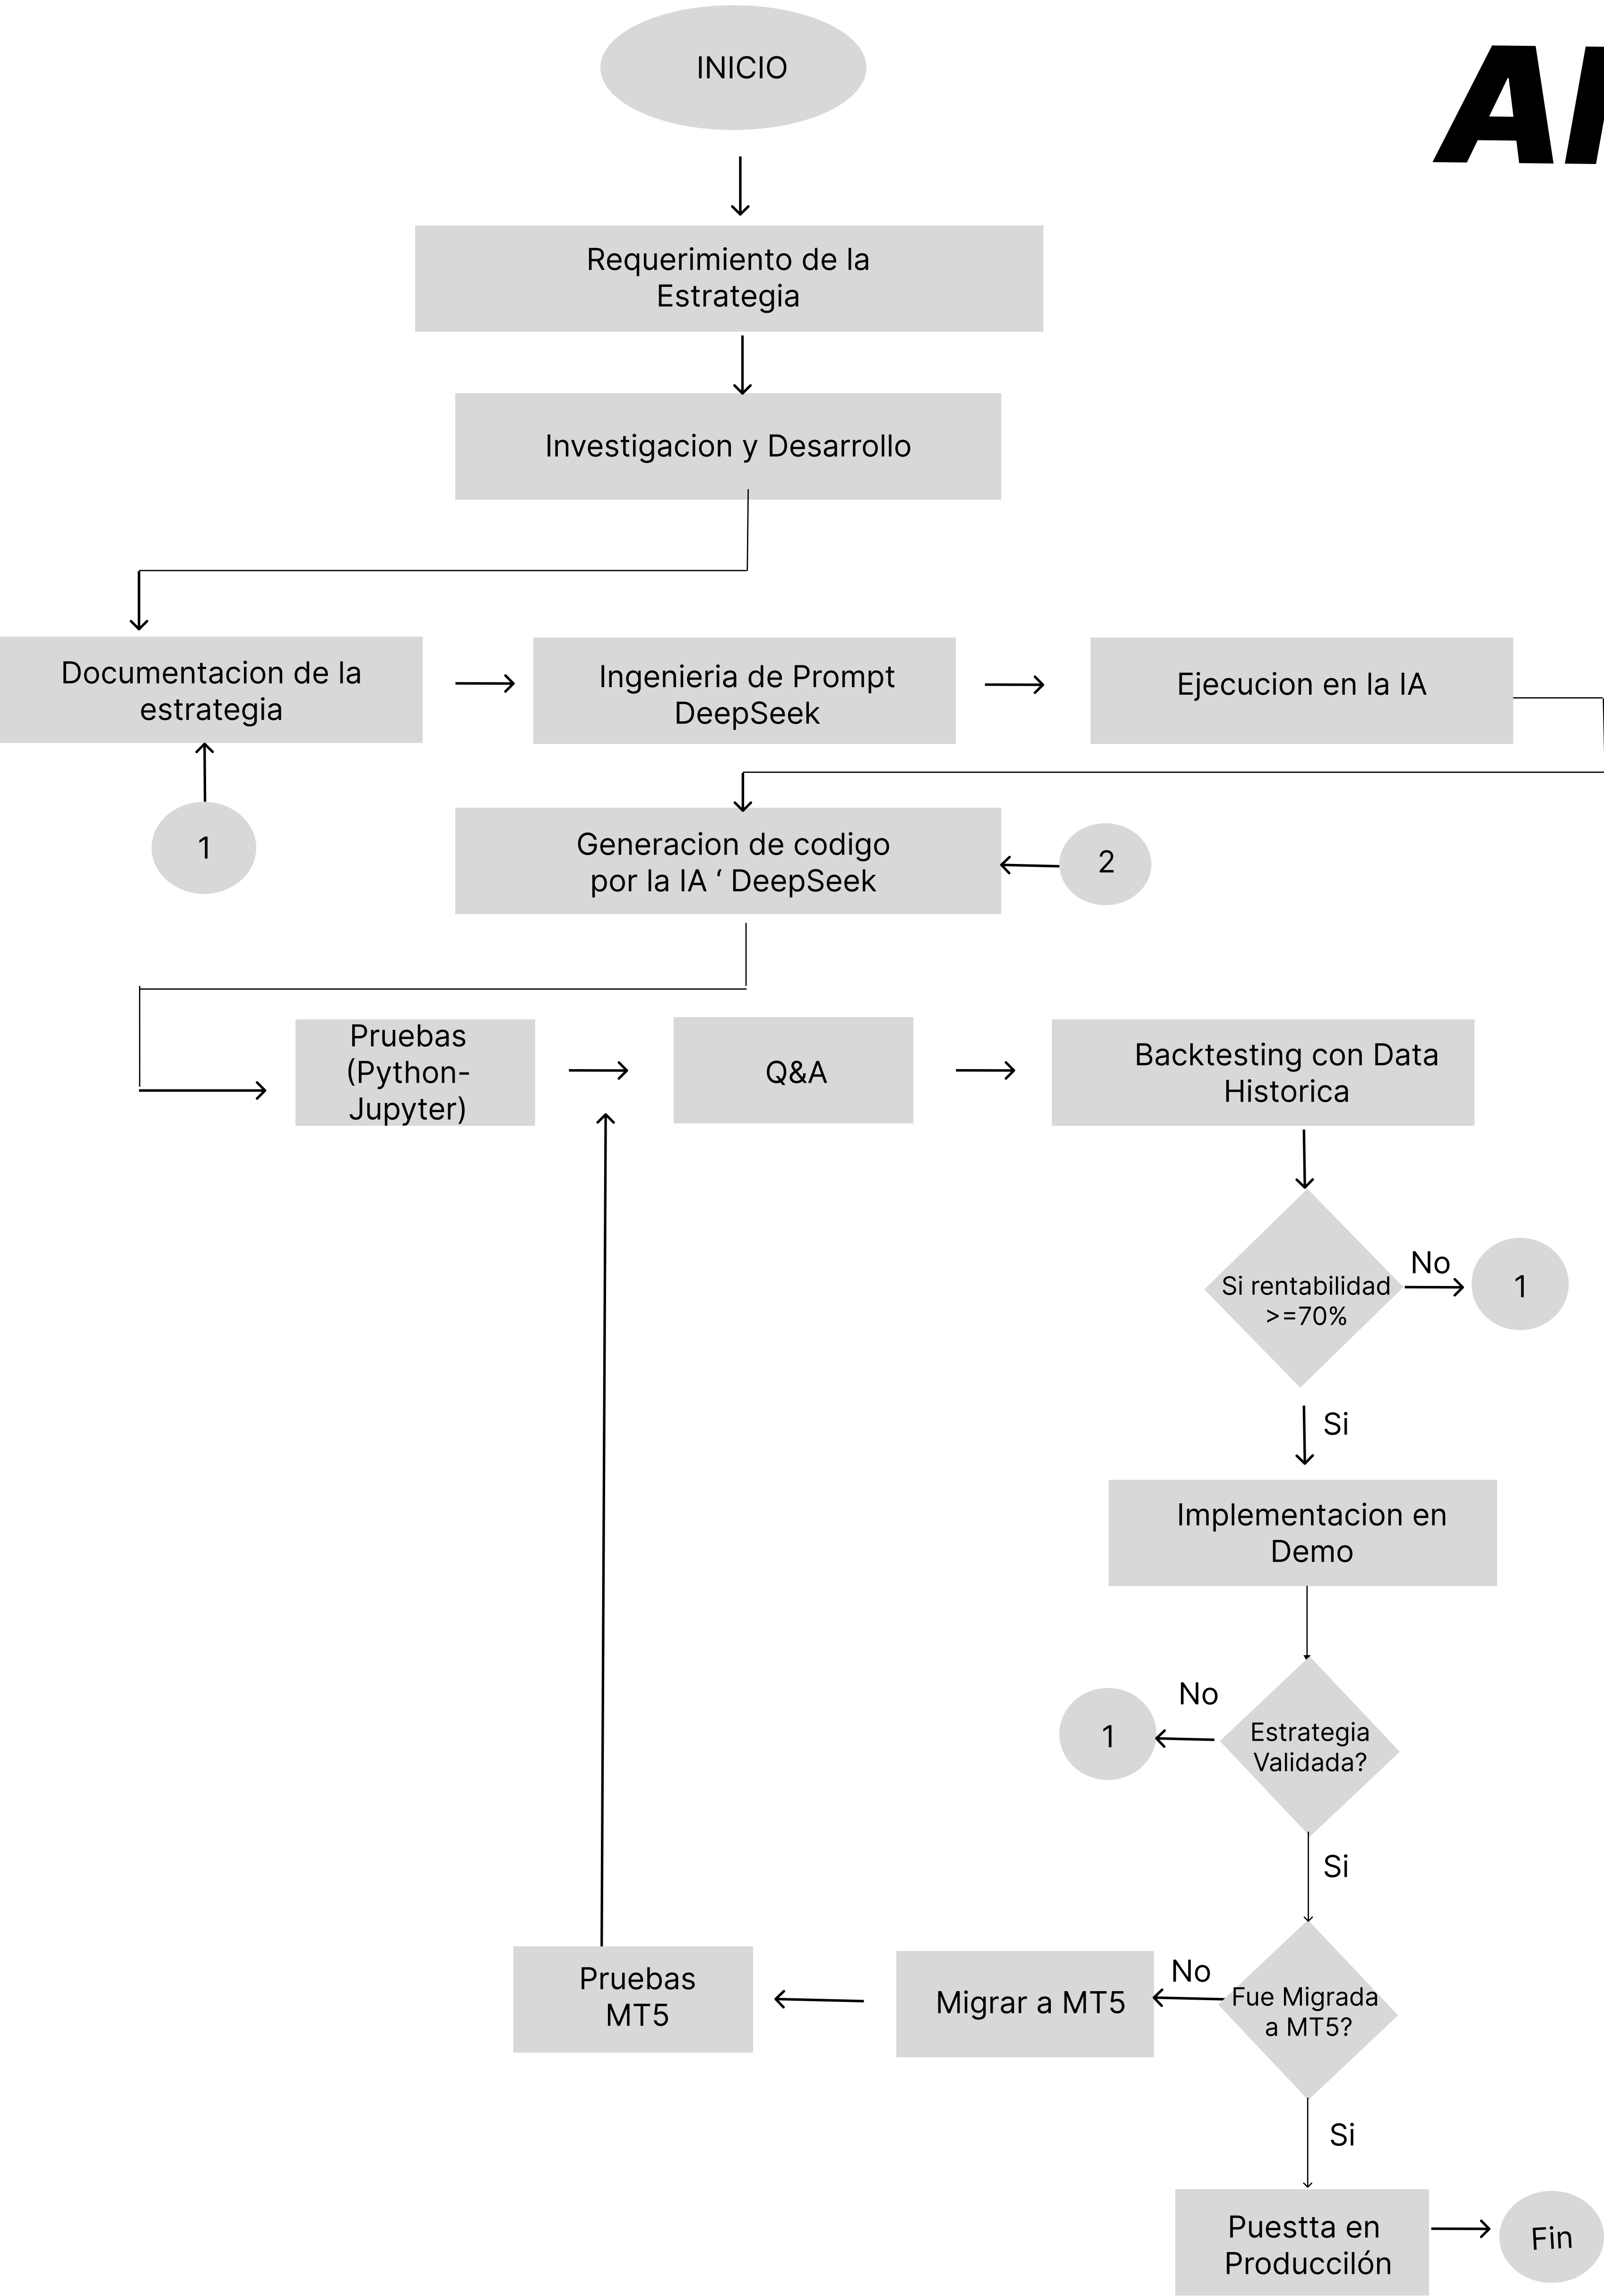 INICIO
Requerimiento de la
Estrategia
Investigacion y Desarrollo
Documentacion de la
estrategia
Ingenieria de Prompt
DeepSeek
Ejecucion en la IA
1
Generacion de codigo
por la IA ‘ DeepSeek
2
Pruebas
(Python-
Jupyter)
Q&A
Backtesting con Data
Historica
Si rentabilidad
>=70%
No
1
Si
Implementacion en
Demo
No
1
Estrategia
Validada?
Si
Pruebas
MT5
Migrar a MT5
No
Fue Migrada
a MT5?
Si
Puestta en
Produccilón
Fin